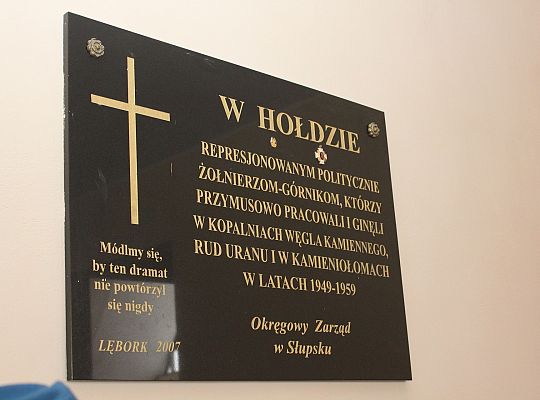 W HOŁDZIE
REPRESJONOWANYM POLITYCZNIE
ŻOŁNIERZOM-GÓRNIKOM, KTÓRZY
PRZYMUSOWO PRACOWALI I GINĘLI
W KOPALNIACH WĘGLA KAMIENNEGO,
RUD URANU I W KAMIENIOŁOMACH
W LATACH 1949-1959
Okręgowy Zarząd
w Słupsku
Módlmy się,
by ten dramat
nie powtórzył
się nigdy
LĘBORK 2007